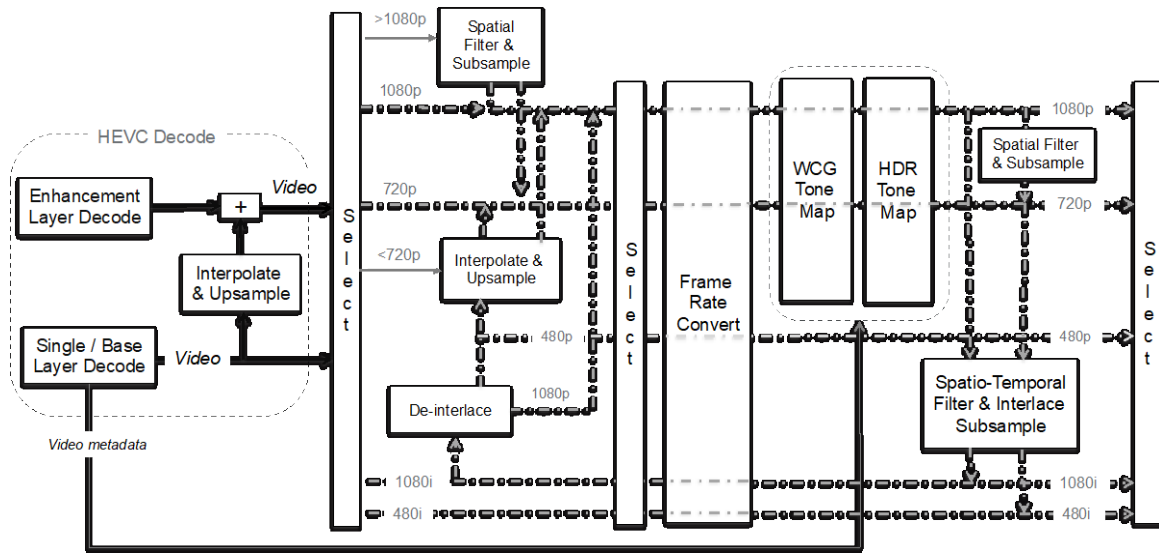 HEVC Decode
Enhancement
Layer Decode
+
Video
Interpolate
& Upsample
Single / Base
Layer Decode
Video
Video metadata
S
e
l
e
c
t
>1080p
1080p
720p
<720p
Spatial
Filter &
Subsample
Interpolate &
Upsample
480p
De-interlace
1080p
1080i
480i
S
e
l
e
c
t
Frame
Rate
Convert
WCG
Tone
Map
HDR
Tone
Map
1080p
Spatial Filter
& Subsample
720p
480p
Spatio-Temporal
Filter & Interlace
Subsample
1080i
480i
S
e
l
e
c
t